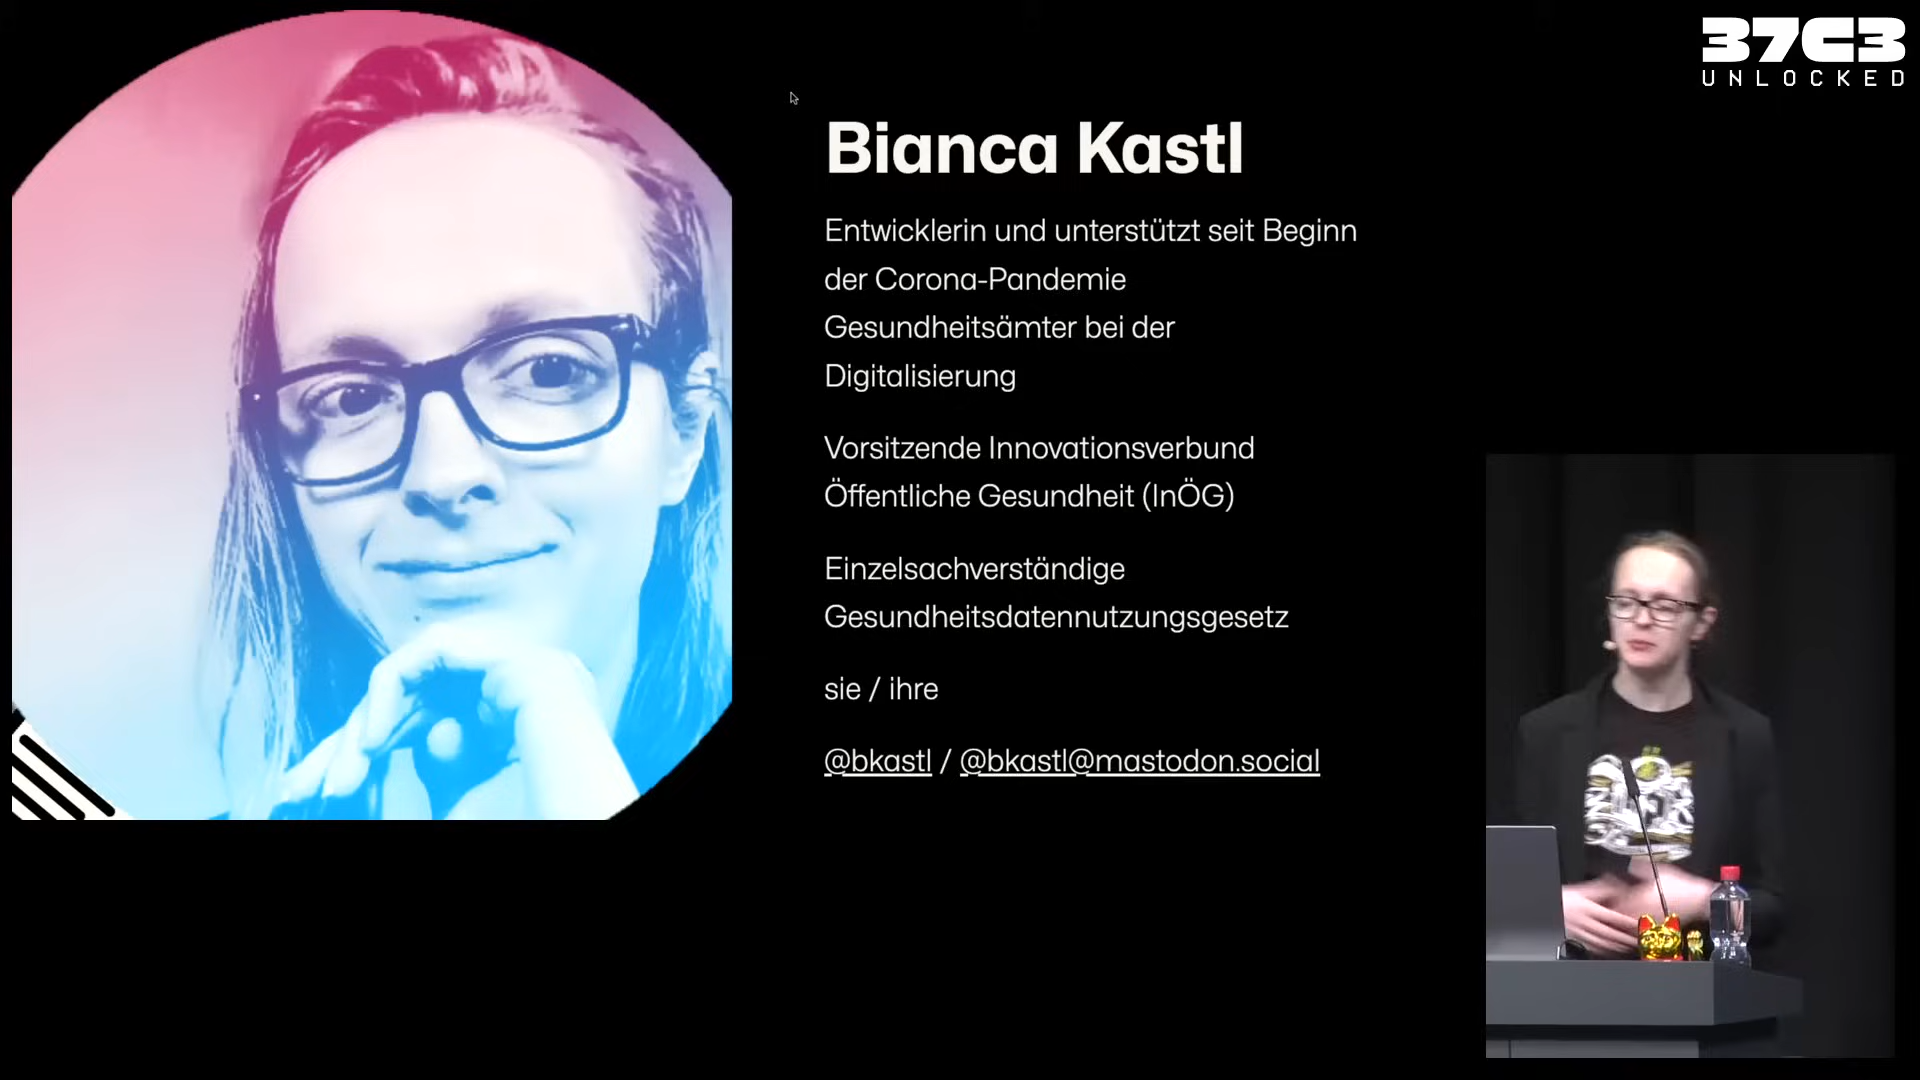 37C3
UNLOCKED
Bianca Kastl
Entwicklerin und unterstützt seit Beginn
der Corona-Pandemie
Gesundheitsämter bei der
Digitalisierung
Vorsitzende Innovationsverbund
Öffentliche Gesundheit (InÖG)
Einzelsachverständige
Gesundheitsdatennutzungsgesetz
sie / ihre
@bkastl / @bkastl@mastodon.social